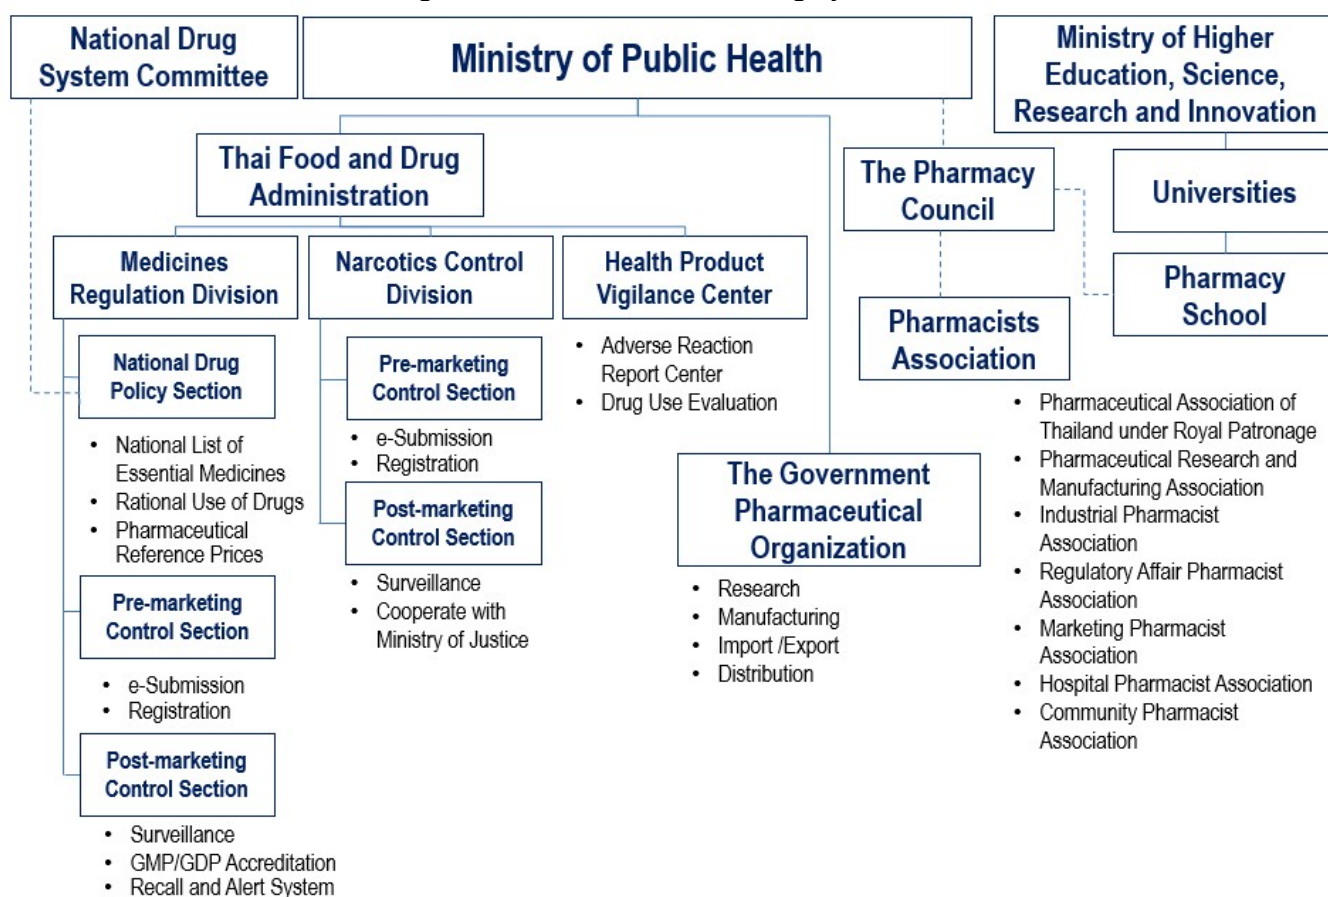 National Drug
System Committee
Ministry of Public Health
Ministry of Higher
Education, Science,
Research and Innovation
Thai Food and Drug
Administration
The Pharmacy
Council
Universities
Medicines
Regulation Division
Narcotics Control
Division
Health Product
Vigilance Center
Pharmacy
School
Pharmacists
Association
National Drug
Policy Section
• National List of
Essential Medicines
• Rational Use of Drugs
• Pharmaceutical
Reference Prices
Pre-marketing
Control Section
• e-Submission
• Registration
Post-marketing
Control Section
• Surveillance
• GMP/GDP Accreditation
• Recall and Alert System
Pre-marketing
Control Section
• e-Submission
• Registration
Post-marketing
Control Section
• Surveillance
• Cooperate with
Ministry of Justice
• Adverse Reaction
Report Center
• Drug Use Evaluation
The Government
Pharmaceutical
Organization
• Research
• Manufacturing
• Import /Export
• Distribution
• Pharmaceutical Association of
Thailand under Royal Patronage
• Pharmaceutical Research and
Manufacturing Association
• Industrial Pharmacist
Association
• Regulatory Affair Pharmacist
Association
• Marketing Pharmacist
Association
• Hospital Pharmacist Association
• Community Pharmacist
Association